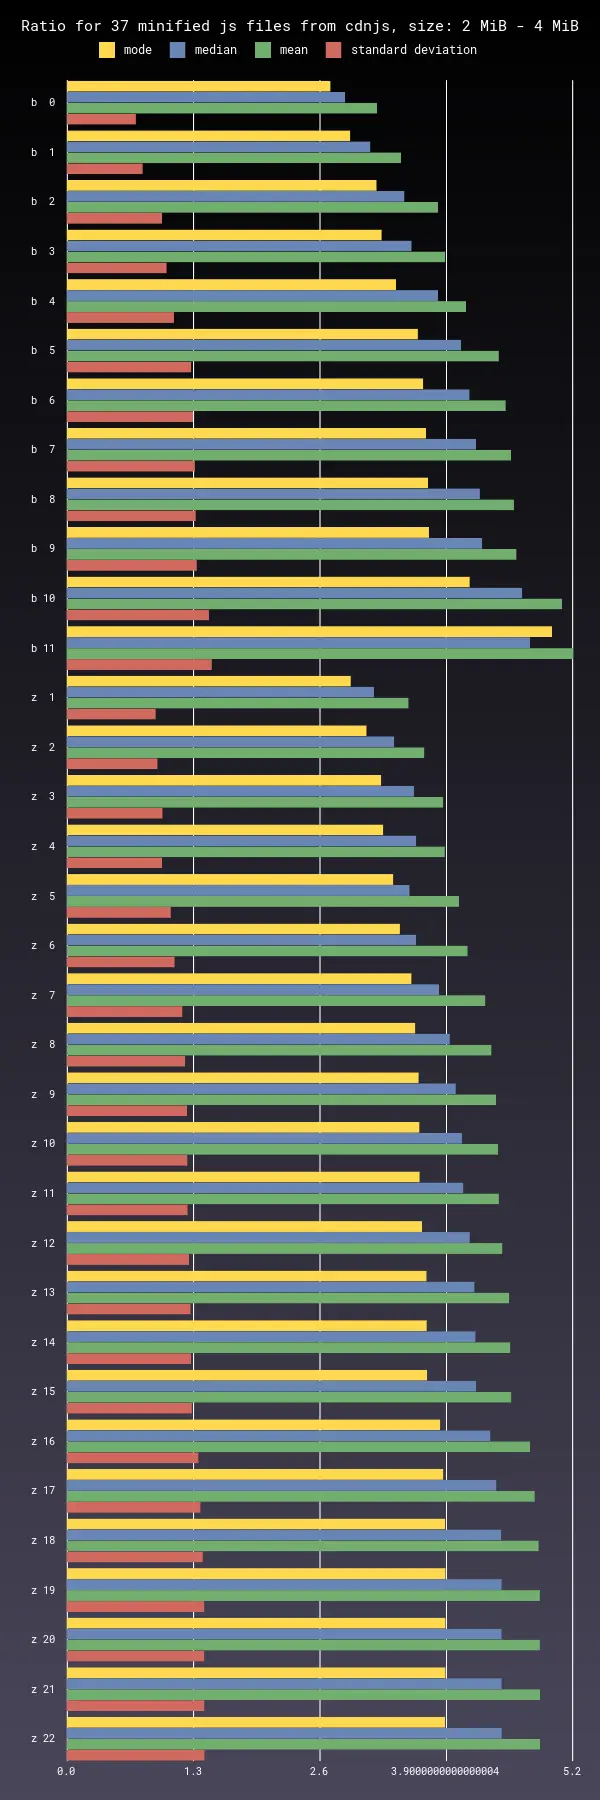 Ratio for 37 minified js files from cdnjs, size: 2 MiB - 4 MiB
mode median mean standard deviation
b 0
b 1
b 2
b 3
b 4
b 5
b 6
b 7
b 8
b 9
b 10
b 11
z 1
z 2
z 3
z 4
z 5
z 6
z 7
z 8
z 9
z 10
z 11
z 12
z 13
z 14
z 15
z 16
z 17
z 18
z 19
z 20
z 21
z 22
0.0 1.3 2.6 3.9000000000000004 5.2